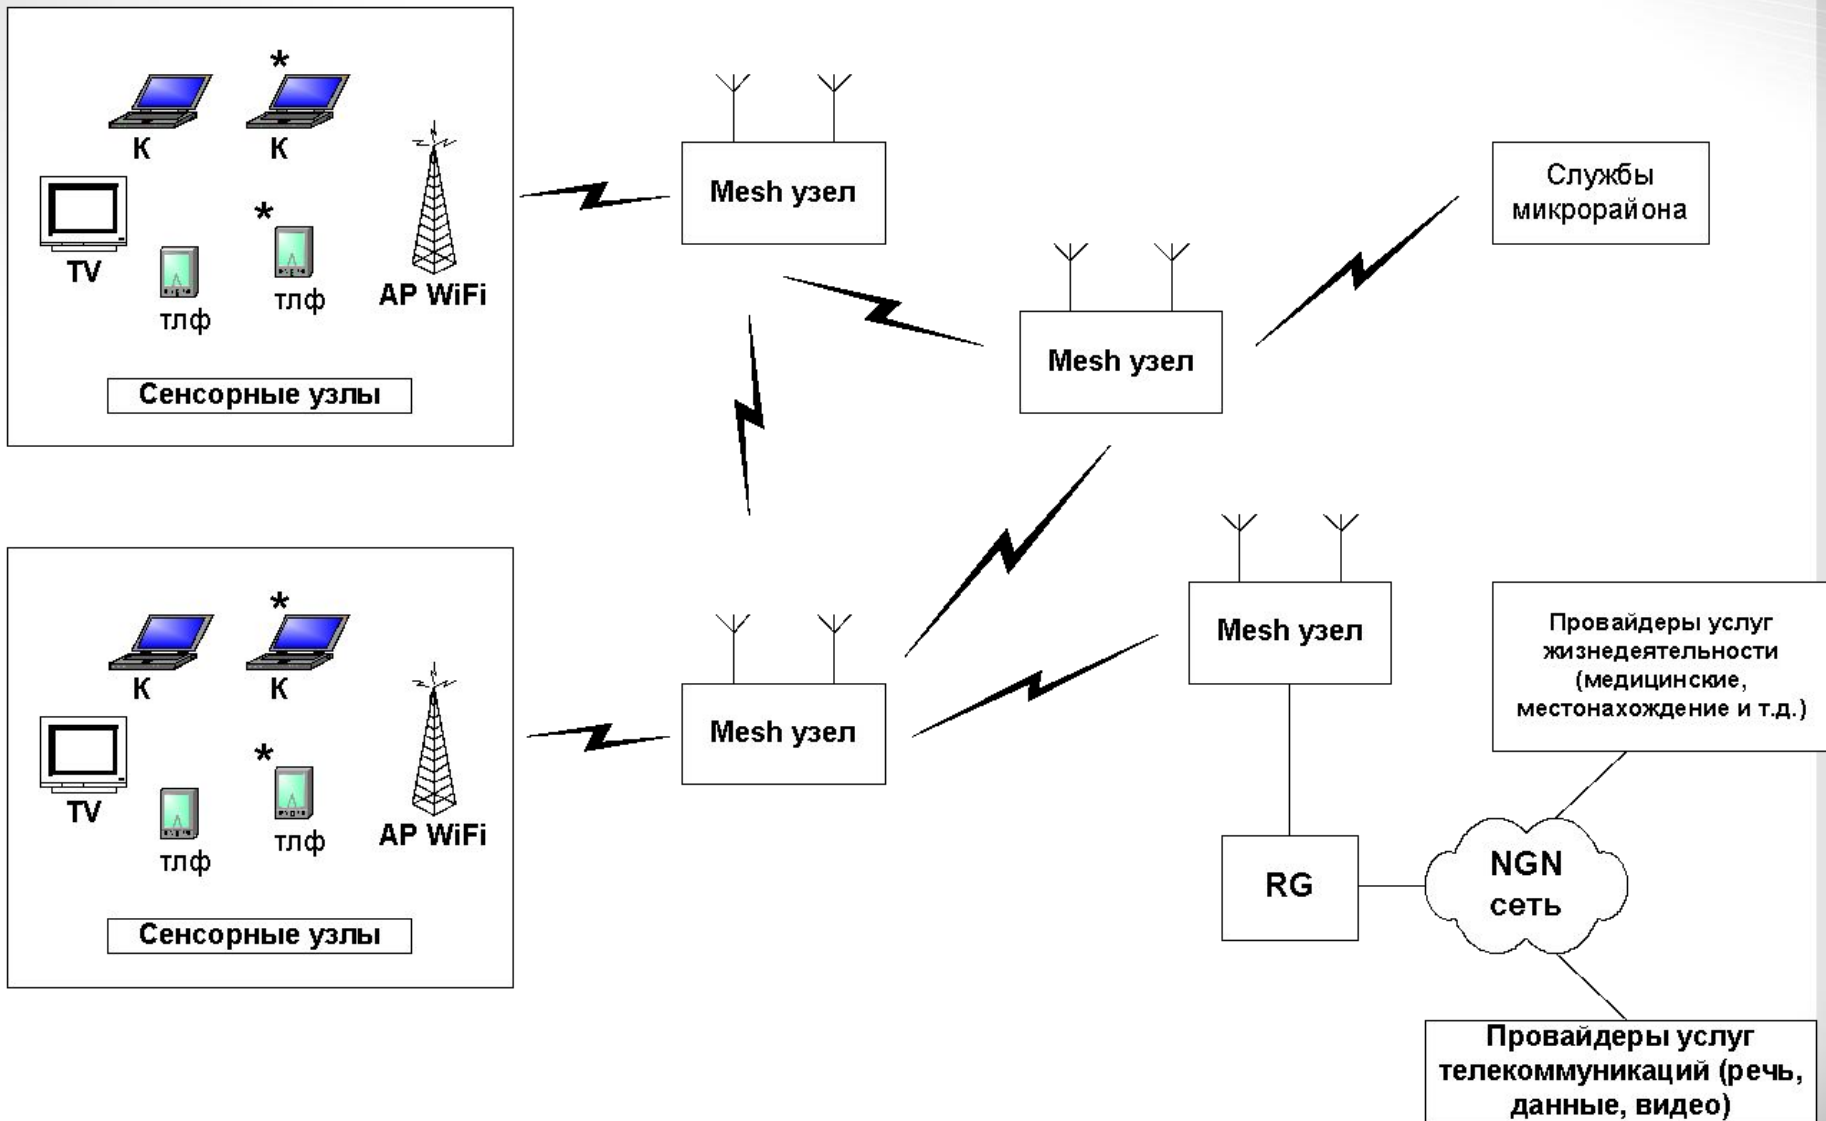 *
К
К
TV
*
тлф
тлф
AP WiFi
Сенсорные узлы
Mesh узел
Mesh узел
Службы
микрорайона
*
К
К
TV
*
тлф
тлф
AP WiFi
Сенсорные узлы
Mesh узел
Mesh узел
RG
NGN
сеть
Провайдеры услуг
жизнедеятельности
(медицинские,
местонахождение и т.д.)
Провайдеры услуг
телекоммуникаций (речь,
данные, видео)